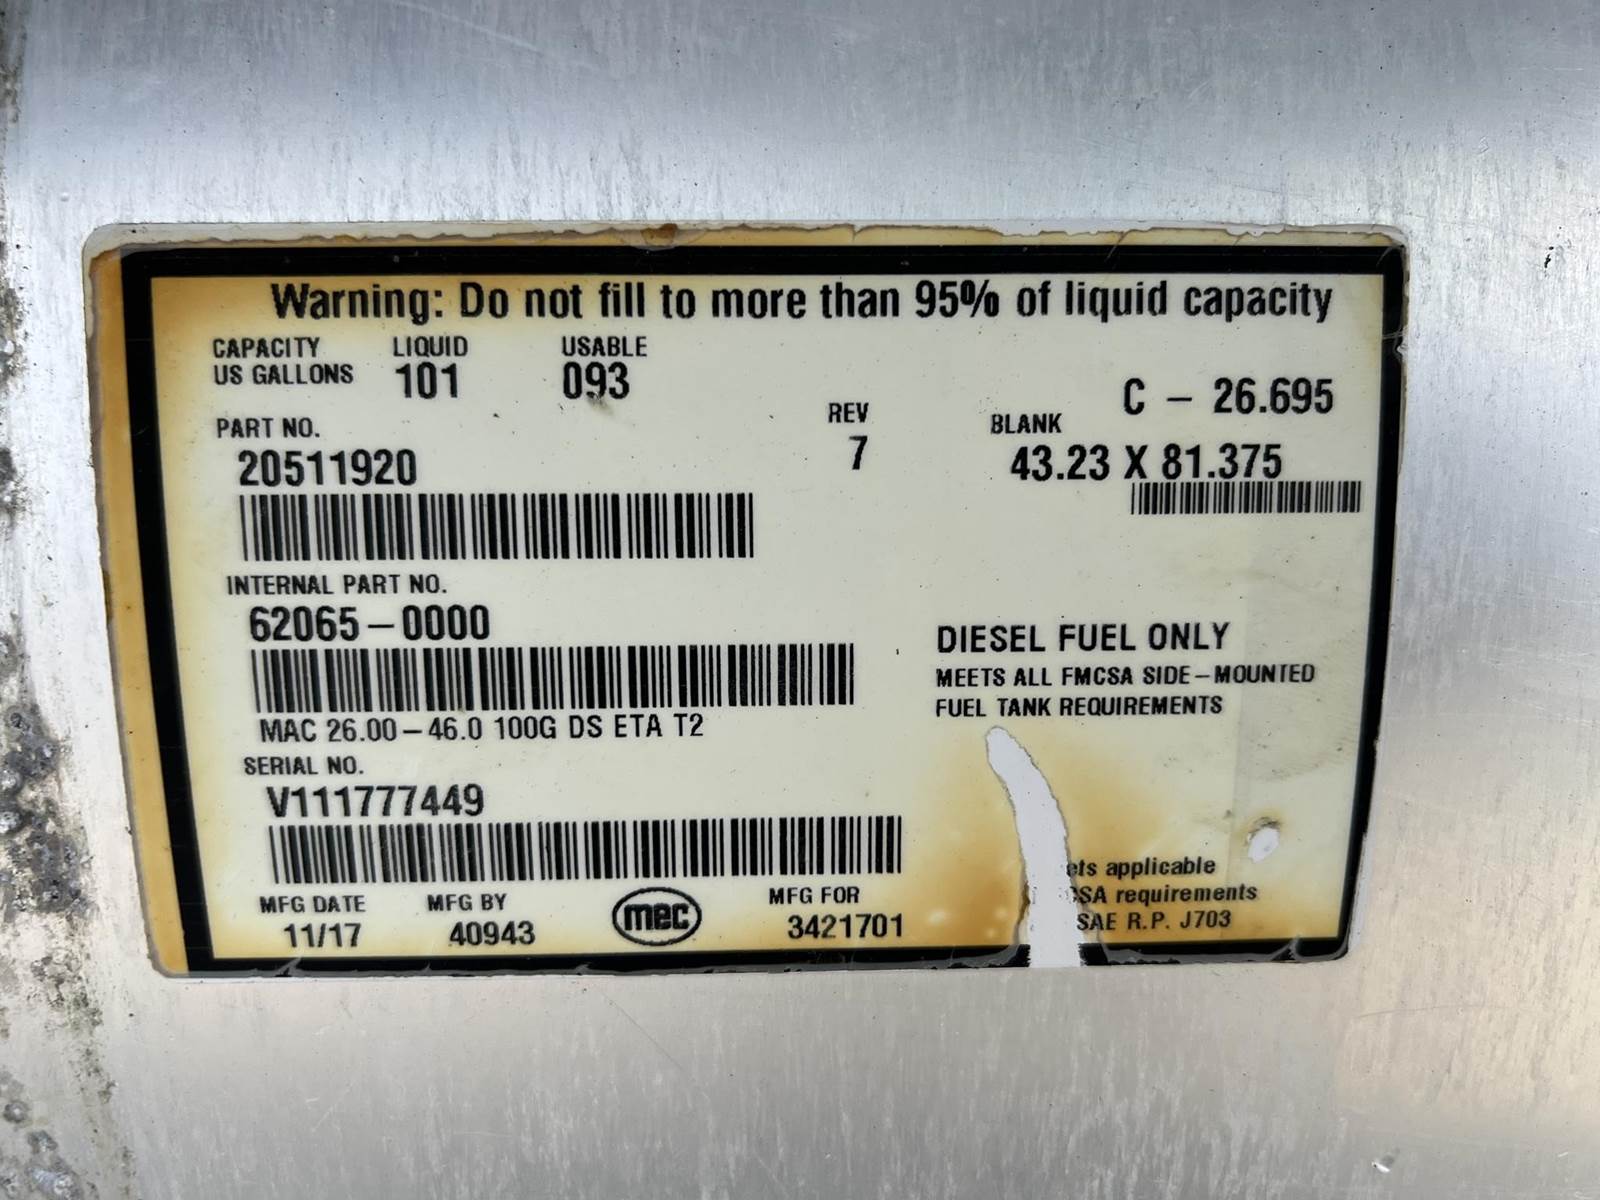 Warning: Do not fill to more than 95% of liquid capacity
CAPACITY LIQUID USABLE
US GALLONS 101 093
C – 26.695
PART NO. REV BLANK
20511920 7 43.23 X 81.375
INTERNAL PART NO.
62065–0000
DIESEL FUEL ONLY
MEETS ALL FMCSA SIDE–MOUNTED
FUEL TANK REQUIREMENTS
MAC 26.00–46.0 100G DS ETA T2
SERIAL NO.
V111777449
applicable
requirements
SAE R.P. J703
MFG DATE MFG BY mec MFG FOR
11/17 40943 3421701